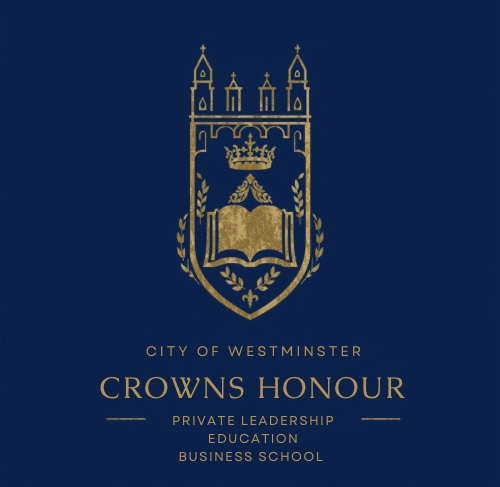 CITY OF WESTMINSTER
CROWNS HONOUR
PRIVATE LEADERSHIP
EDUCATION
BUSINESS SCHOOL